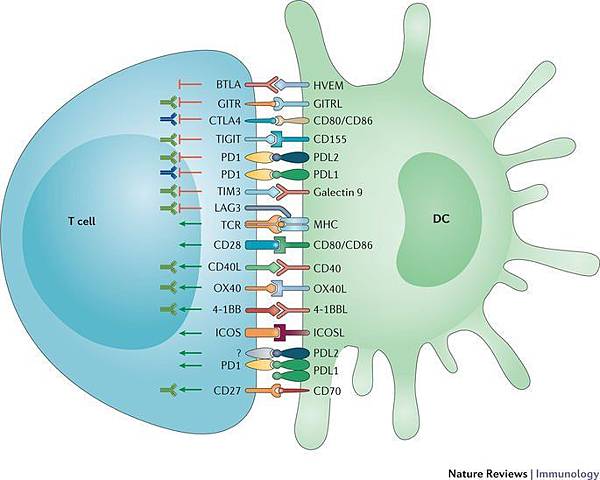 BTLA HVEM
GITR GITRL
CTLA4 CD80/CD86
TIGIT CD155
PD1 PDL2
PD1 PDL1
TIM3 Galectin 9
LAG3
TCR MHC
T cell DC
CD28 CD80/CD86
CD40L CD40
OX40 OX40L
4-1BB 4-1BBL
ICOS ICOSL
? PDL2
PD1 PDL1
CD27 CD70
Nature Reviews | Immunology